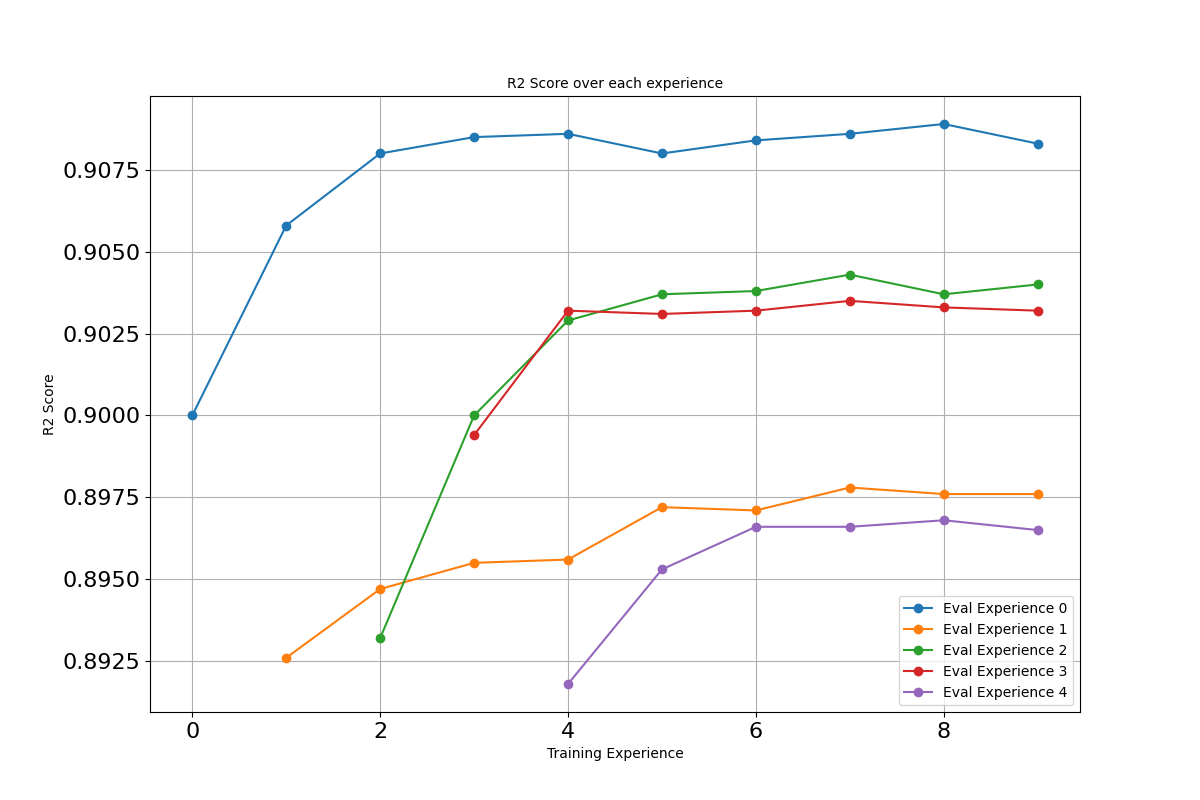 R2 Score over each experience
0.9075
0.9050
0.9025
0.9000
0.8975
0.8950
0.8925
R2 Score
0 2 4 6 8
Training Experience
Eval Experience 0
Eval Experience 1
Eval Experience 2
Eval Experience 3
Eval Experience 4